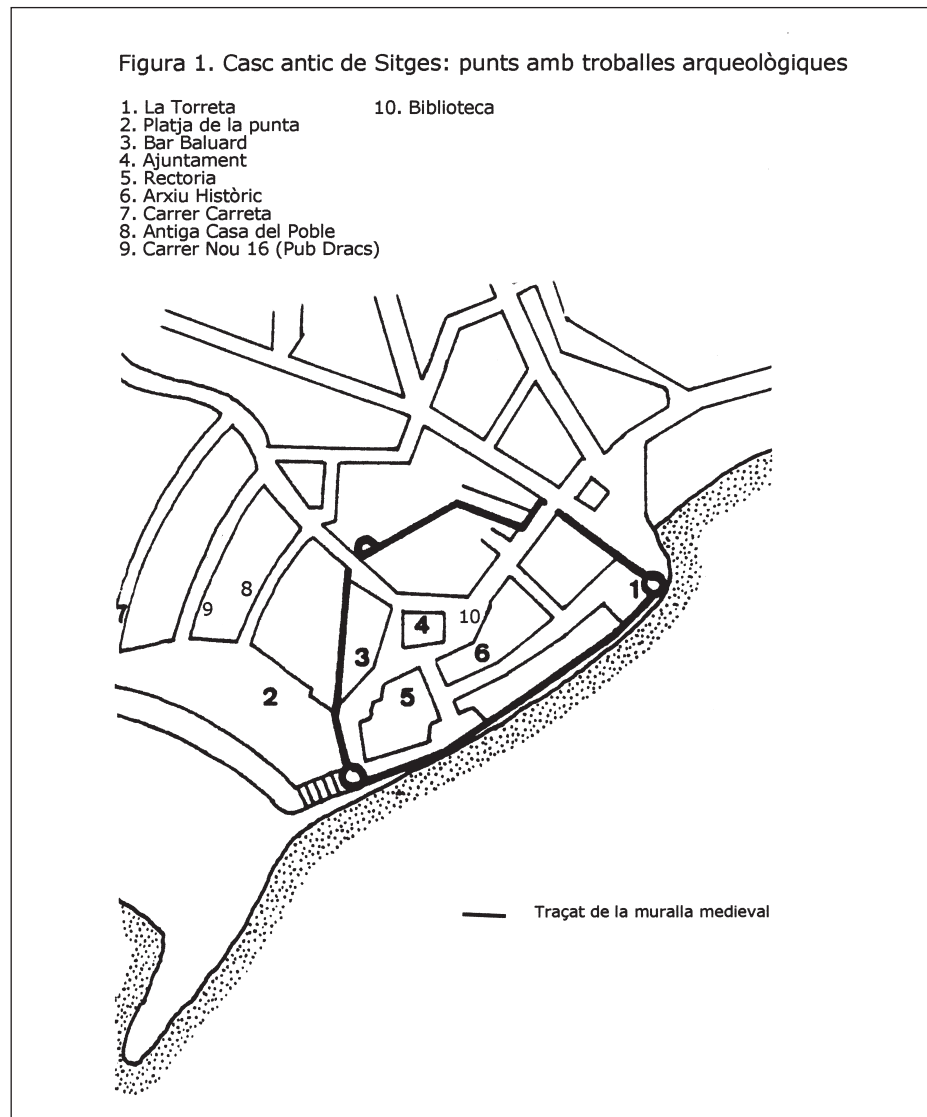 Figura 1. Casc antic de Sitges: punts amb troballes arqueològiques
1. La Torreta
2. Platja de la punta
3. Bar Baluard
4. Ajuntament
5. Rectoria
6. Arxiu Històric
7. Carrer Carreta
8. Antiga Casa del Poble
9. Carrer Nou 16 (Pub Dracs)
10. Biblioteca
1
8
7
9
10
4
6
3
2
5
Traçat de la muralla medieval